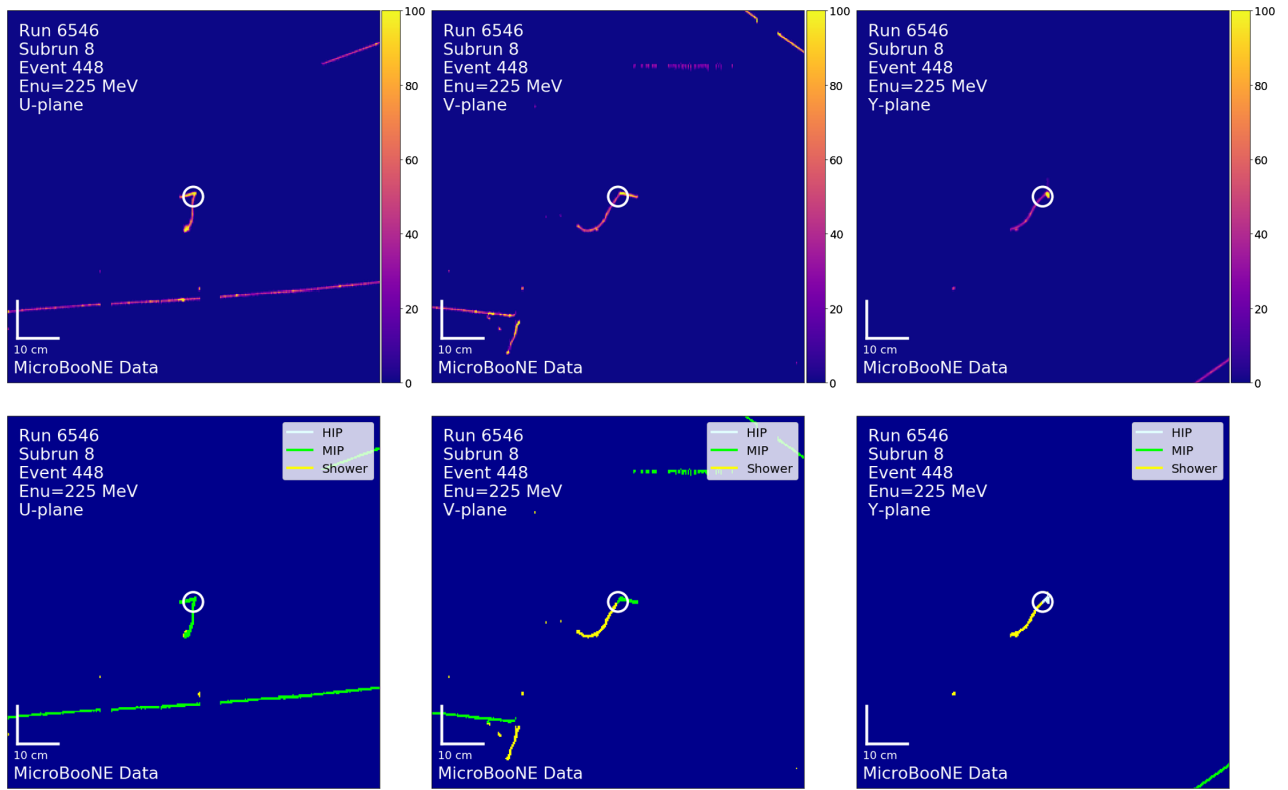 Run 6546
Subrun 8
Event 448
Enu=225 MeV
U-plane
10 cm
MicroBooNE Data
100
80
60
40
20
0
Run 6546
Subrun 8
Event 448
Enu=225 MeV
V-plane
10 cm
MicroBooNE Data
100
80
60
40
20
0
Run 6546
Subrun 8
Event 448
Enu=225 MeV
Y-plane
10 cm
MicroBooNE Data
100
80
60
40
20
0
Run 6546
Subrun 8
Event 448
Enu=225 MeV
U-plane
HIP
MIP
Shower
10 cm
MicroBooNE Data
Run 6546
Subrun 8
Event 448
Enu=225 MeV
V-plane
HIP
MIP
Shower
10 cm
MicroBooNE Data
Run 6546
Subrun 8
Event 448
Enu=225 MeV
Y-plane
HIP
MIP
Shower
10 cm
MicroBooNE Data